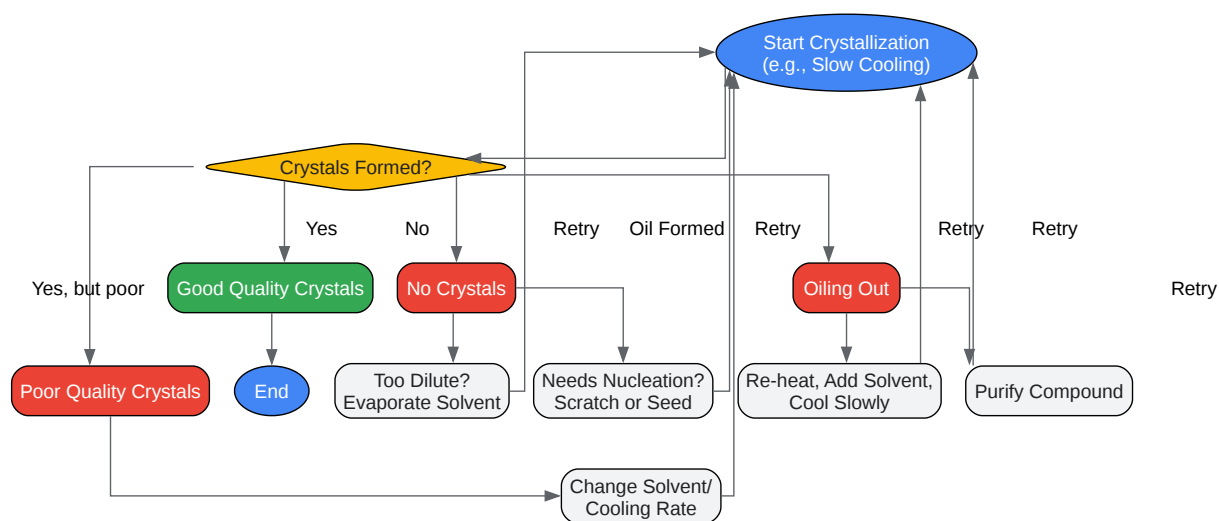 Start Crystallization
(e.g., Slow Cooling)
Crystals Formed?
Yes
No
Retry
Oil Formed
Retry
Retry
Retry
Yes, but poor
Good Quality Crystals
No Crystals
Oiling Out
Retry
Poor Quality Crystals
End
Too Dilute?
Evaporate Solvent
Needs Nucleation?
Scratch or Seed
Re-heat, Add Solvent,
Cool Slowly
Purify Compound
Change Solvent/
Cooling Rate